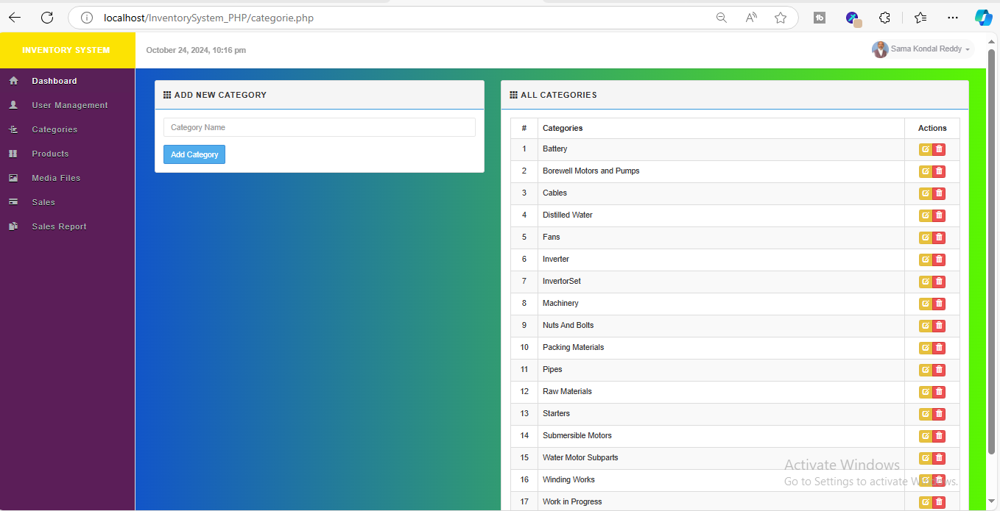 localhost/InventorySystem_PHP/categorie.php
INVENTORY SYSTEM
October 24, 2024, 10:16 pm
Sama Kondal Reddy
Dashboard
User Management
Categories
Products
Media Files
Sales
Sales Report
ADD NEW CATEGORY
Category Name
Add Category
ALL CATEGORIES
# Categories Actions
1 Battery
2 Borewell Motors and Pumps
3 Cables
4 Distilled Water
5 Fans
6 Inverter
7 InvertorSet
8 Machinery
9 Nuts And Bolts
10 Packing Materials
11 Pipes
12 Raw Materials
13 Starters
14 Submersible Motors
15 Water Motor Subparts
16 Winding Works
17 Work in Progress
Activate Windows
Go to Settings to activate Windows.